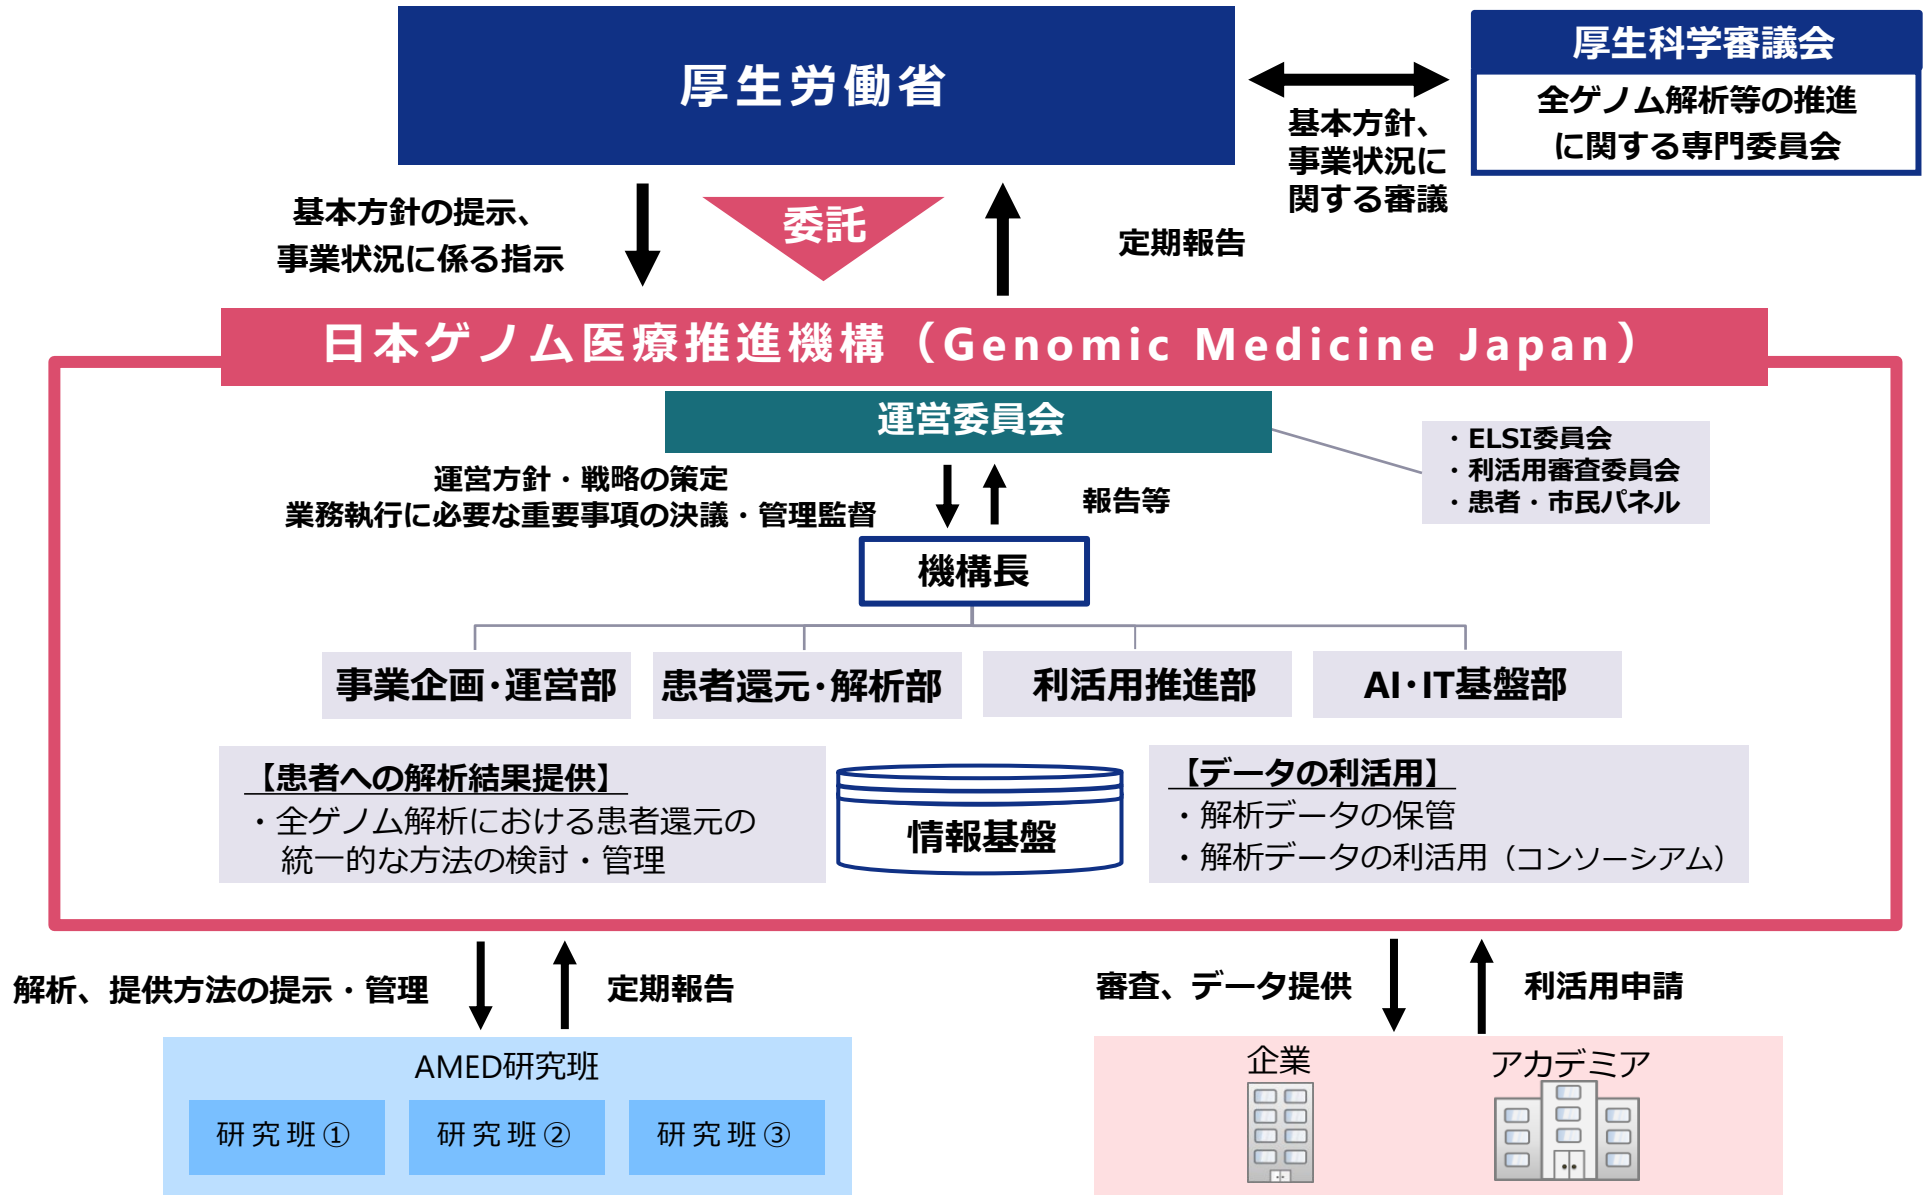 厚生労働省
厚生科学審議会
全ゲノム解析等の推進
に関する専門委員会
基本方針、
事業状況に
関する審議
基本方針の提示、
事業状況に係る指示
委託
定期報告
日本ゲノム医療推進機構（Genomic Medicine Japan）
運営委員会
・ELSI委員会
・利活用審査委員会
・患者・市民パネル
運営方針・戦略の策定
業務執行に必要な重要事項の決議・管理監督
報告等
機構長
事業企画･運営部
患者還元･解析部
利活用推進部
AI･IT基盤部
【患者への解析結果提供】
・全ゲノム解析における患者還元の
統一的な方法の検討・管理
情報基盤
【データの利活用】
・解析データの保管
・解析データの利活用（コンソーシアム）
解析、提供方法の提示・管理
定期報告
審査、データ提供
利活用申請
AMED研究班
研究班①
研究班②
研究班③
企業
アカデミア